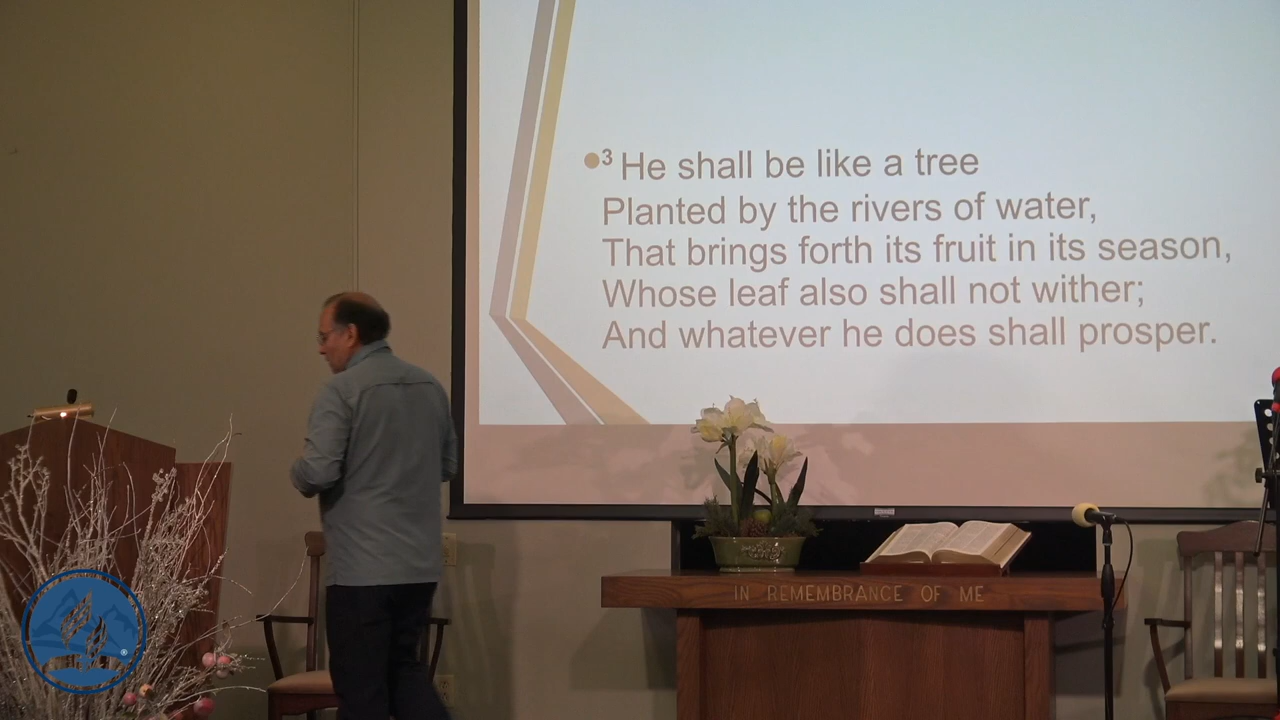 ³ He shall be like a tree
Planted by the rivers of water,
That brings forth its fruit in its season,
Whose leaf also shall not wither;
And whatever he does shall prosper.
IN REMEMBRANCE OF ME
®